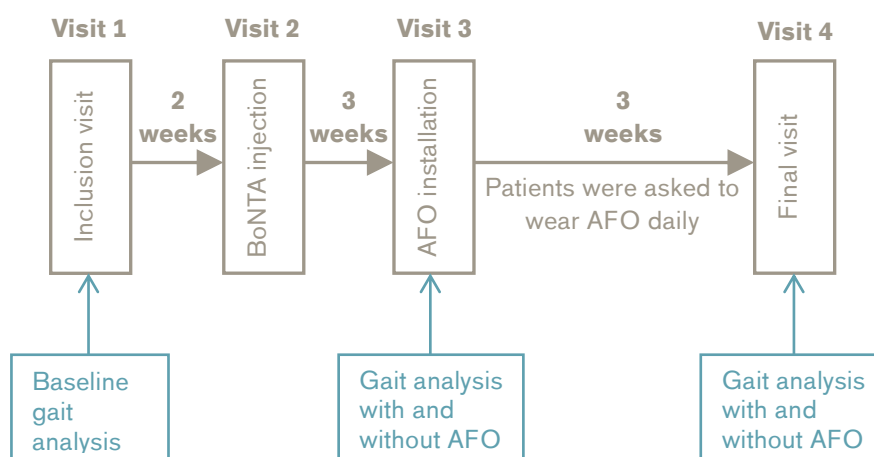 Visit 1
Visit 2
Visit 3
Visit 4
Inclusion visit
2
weeks
BoNTA injection
3
weeks
AFO installation
3
weeks
Patients were asked to
wear AFO daily
Final visit
Baseline
gait
analysis
Gait analysis
with and
without AFO
Gait analysis
with and
without AFO